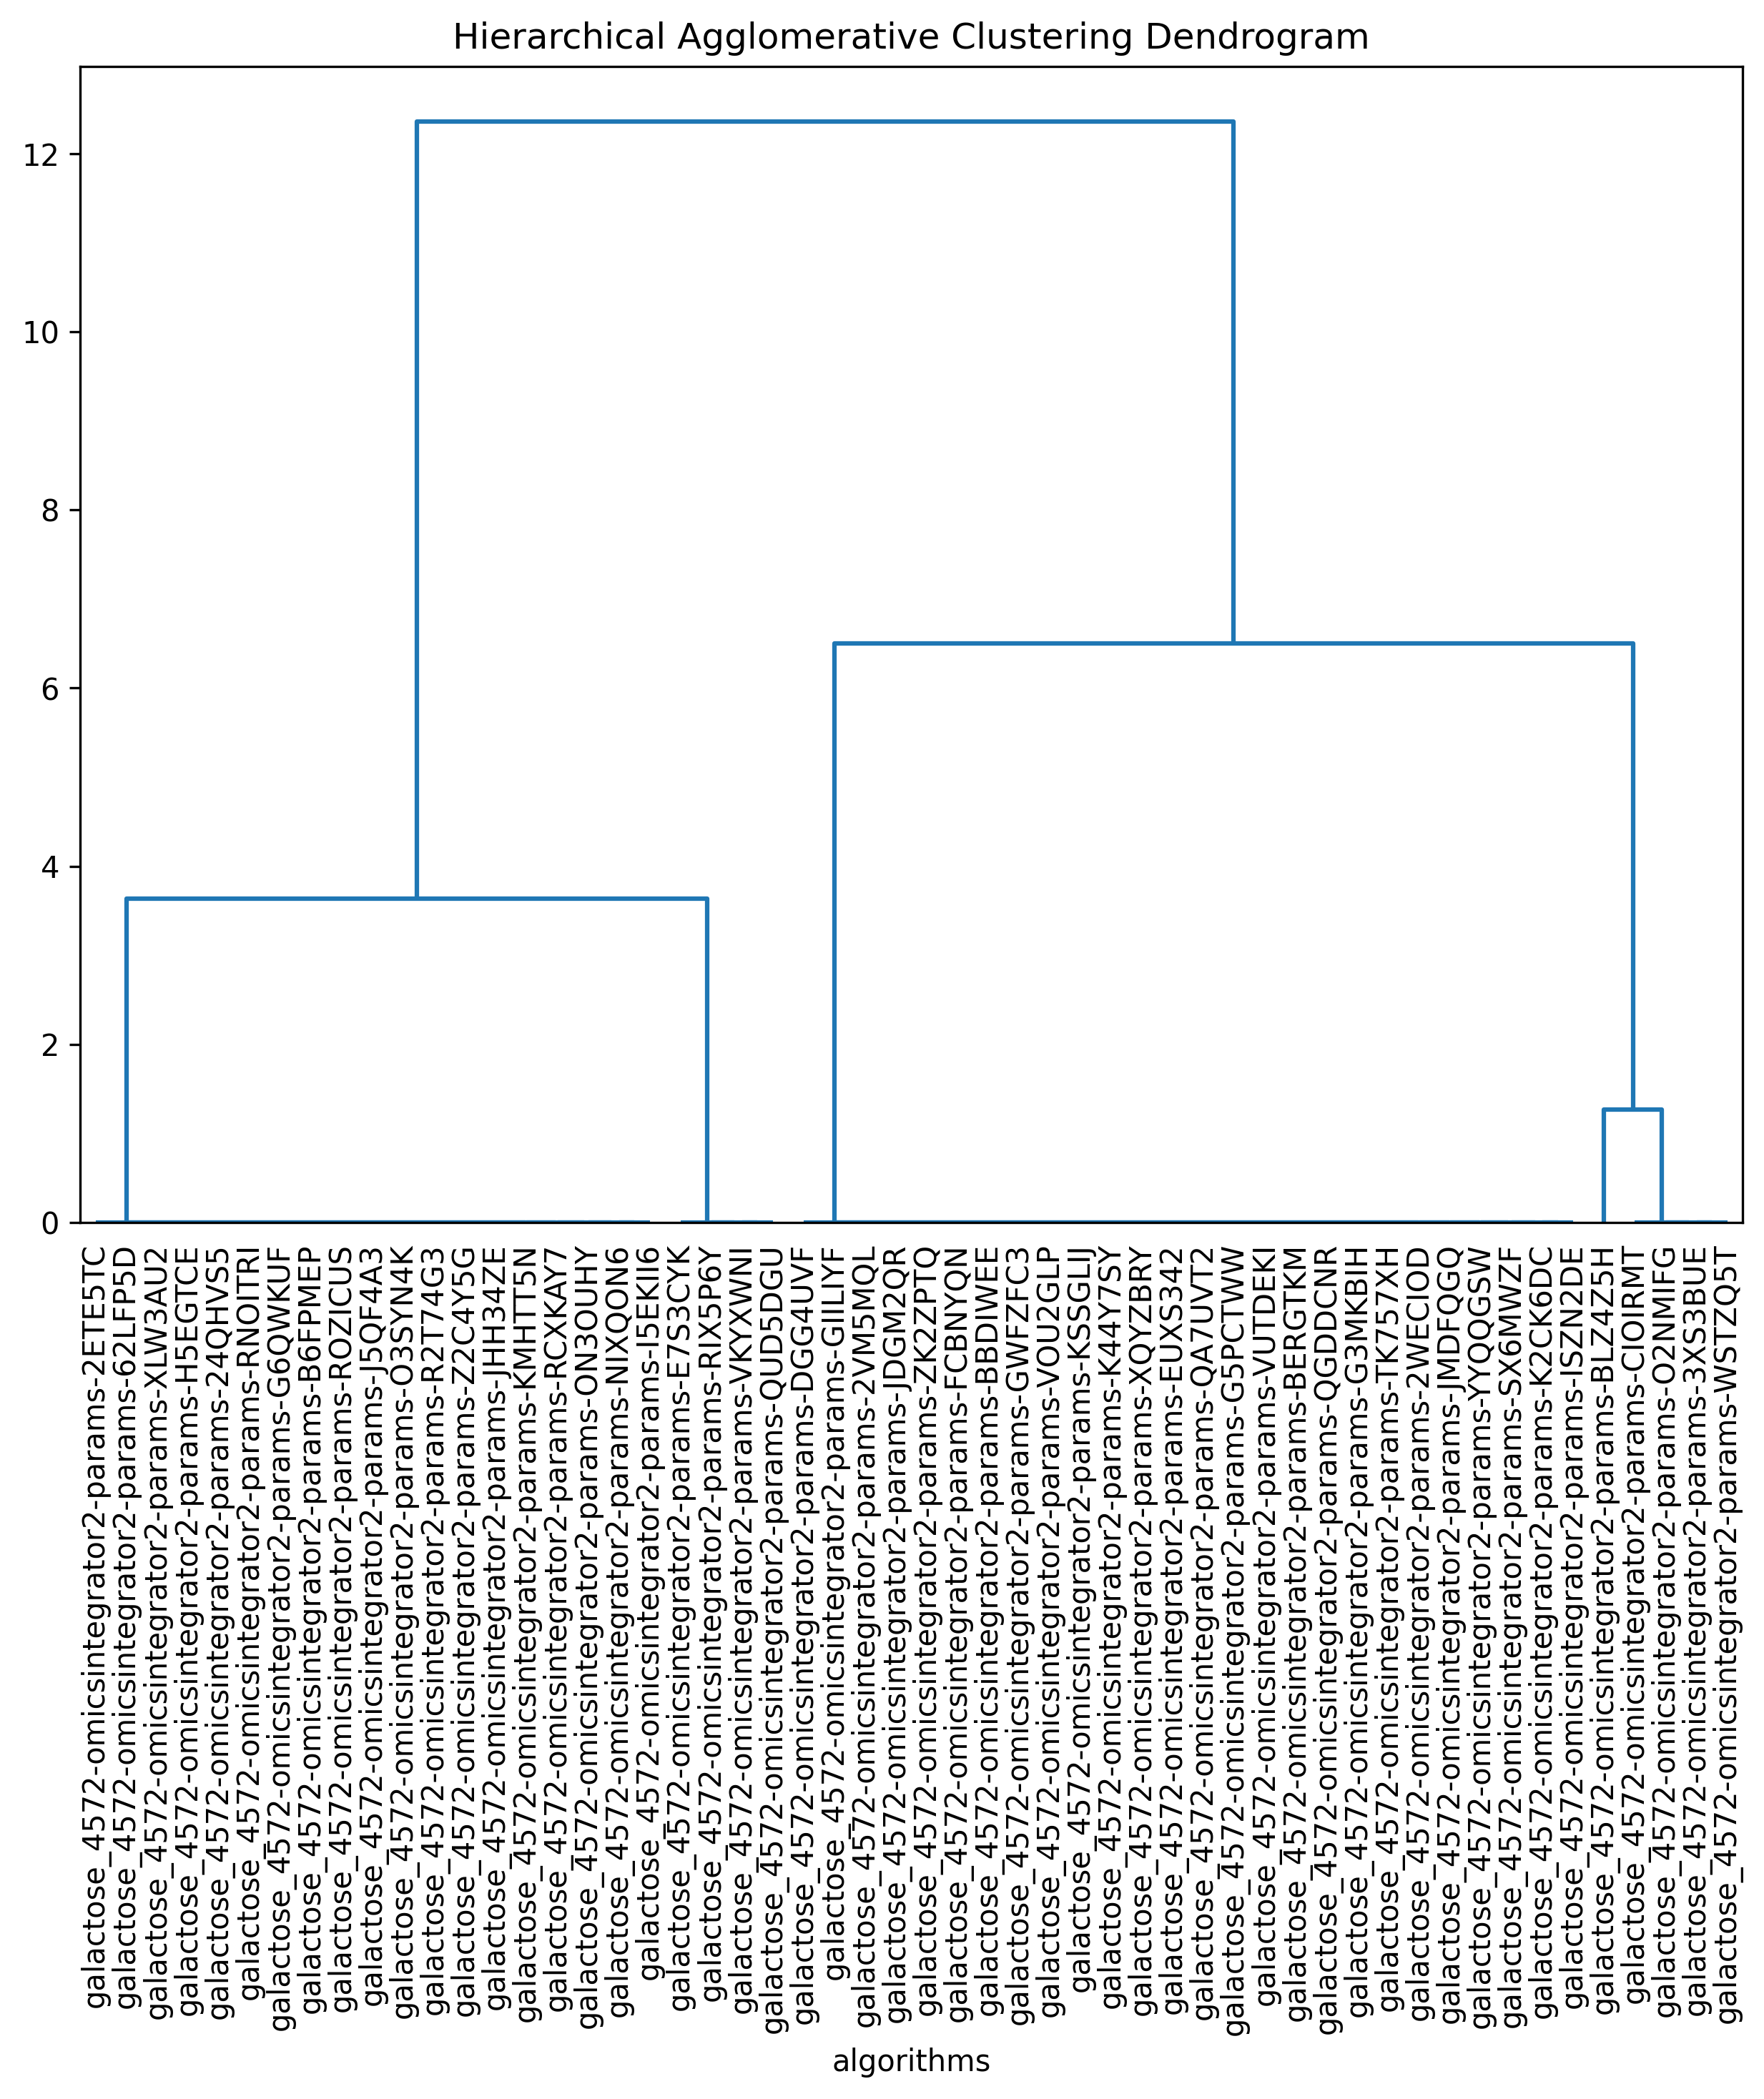 Hierarchical Agglomerative Clustering Dendrogram
12
10
8
6
4
2
0
galactose_4572-omicsintegrator2-params-2ETE5TC
galactose_4572-omicsintegrator2-params-62LFP5D
galactose_4572-omicsintegrator2-params-XLW3AU2
galactose_4572-omicsintegrator2-params-H5EGTCE
galactose_4572-omicsintegrator2-params-24QHVS5
galactose_4572-omicsintegrator2-params-RNOITRI
galactose_4572-omicsintegrator2-params-G6QWKUF
galactose_4572-omicsintegrator2-params-B6FPMEP
galactose_4572-omicsintegrator2-params-ROZICUS
galactose_4572-omicsintegrator2-params-J5QF4A3
galactose_4572-omicsintegrator2-params-O3SYN4K
galactose_4572-omicsintegrator2-params-R2T74G3
galactose_4572-omicsintegrator2-params-Z2C4Y5G
galactose_4572-omicsintegrator2-params-JHH34ZE
galactose_4572-omicsintegrator2-params-KMHTT5N
galactose_4572-omicsintegrator2-params-RCXKAY7
galactose_4572-omicsintegrator2-params-ON3OUHY
galactose_4572-omicsintegrator2-params-NIXQQON6
galactose_4572-omicsintegrator2-params-I5EKII6
galactose_4572-omicsintegrator2-params-E7S3CYK
galactose_4572-omicsintegrator2-params-RIX5P6Y
galactose_4572-omicsintegrator2-params-VKYXWNI
galactose_4572-omicsintegrator2-params-QUD5DGU
galactose_4572-omicsintegrator2-params-DGG4UVF
galactose_4572-omicsintegrator2-params-GIILIYF
galactose_4572-omicsintegrator2-params-2VM5MQL
galactose_4572-omicsintegrator2-params-JDGM2QR
galactose_4572-omicsintegrator2-params-ZK2ZPTQ
galactose_4572-omicsintegrator2-params-FCBNYQN
galactose_4572-omicsintegrator2-params-BBDIWEE
galactose_4572-omicsintegrator2-params-GWFZFC3
galactose_4572-omicsintegrator2-params-VOU2GLP
galactose_4572-omicsintegrator2-params-KSSGLIJ
galactose_4572-omicsintegrator2-params-K44Y7SY
galactose_4572-omicsintegrator2-params-XQYZBRY
galactose_4572-omicsintegrator2-params-EUXS342
galactose_4572-omicsintegrator2-params-QA7UVT2
galactose_4572-omicsintegrator2-params-G5PCTWW
galactose_4572-omicsintegrator2-params-VUTDEKI
galactose_4572-omicsintegrator2-params-BERGTKM
galactose_4572-omicsintegrator2-params-QGDDCNR
galactose_4572-omicsintegrator2-params-G3MKBIH
galactose_4572-omicsintegrator2-params-TK757XH
galactose_4572-omicsintegrator2-params-2WECIOD
galactose_4572-omicsintegrator2-params-JMDFQGQ
galactose_4572-omicsintegrator2-params-YYQQGSW
galactose_4572-omicsintegrator2-params-SX6MWZF
galactose_4572-omicsintegrator2-params-K2CK6DC
galactose_4572-omicsintegrator2-params-ISZN2DE
galactose_4572-omicsintegrator2-params-BLZ4Z5H
galactose_4572-omicsintegrator2-params-CIOIRMT
galactose_4572-omicsintegrator2-params-O2NMIFG
galactose_4572-omicsintegrator2-params-3XS3BUE
galactose_4572-omicsintegrator2-params-WSTZQ5T
algorithms